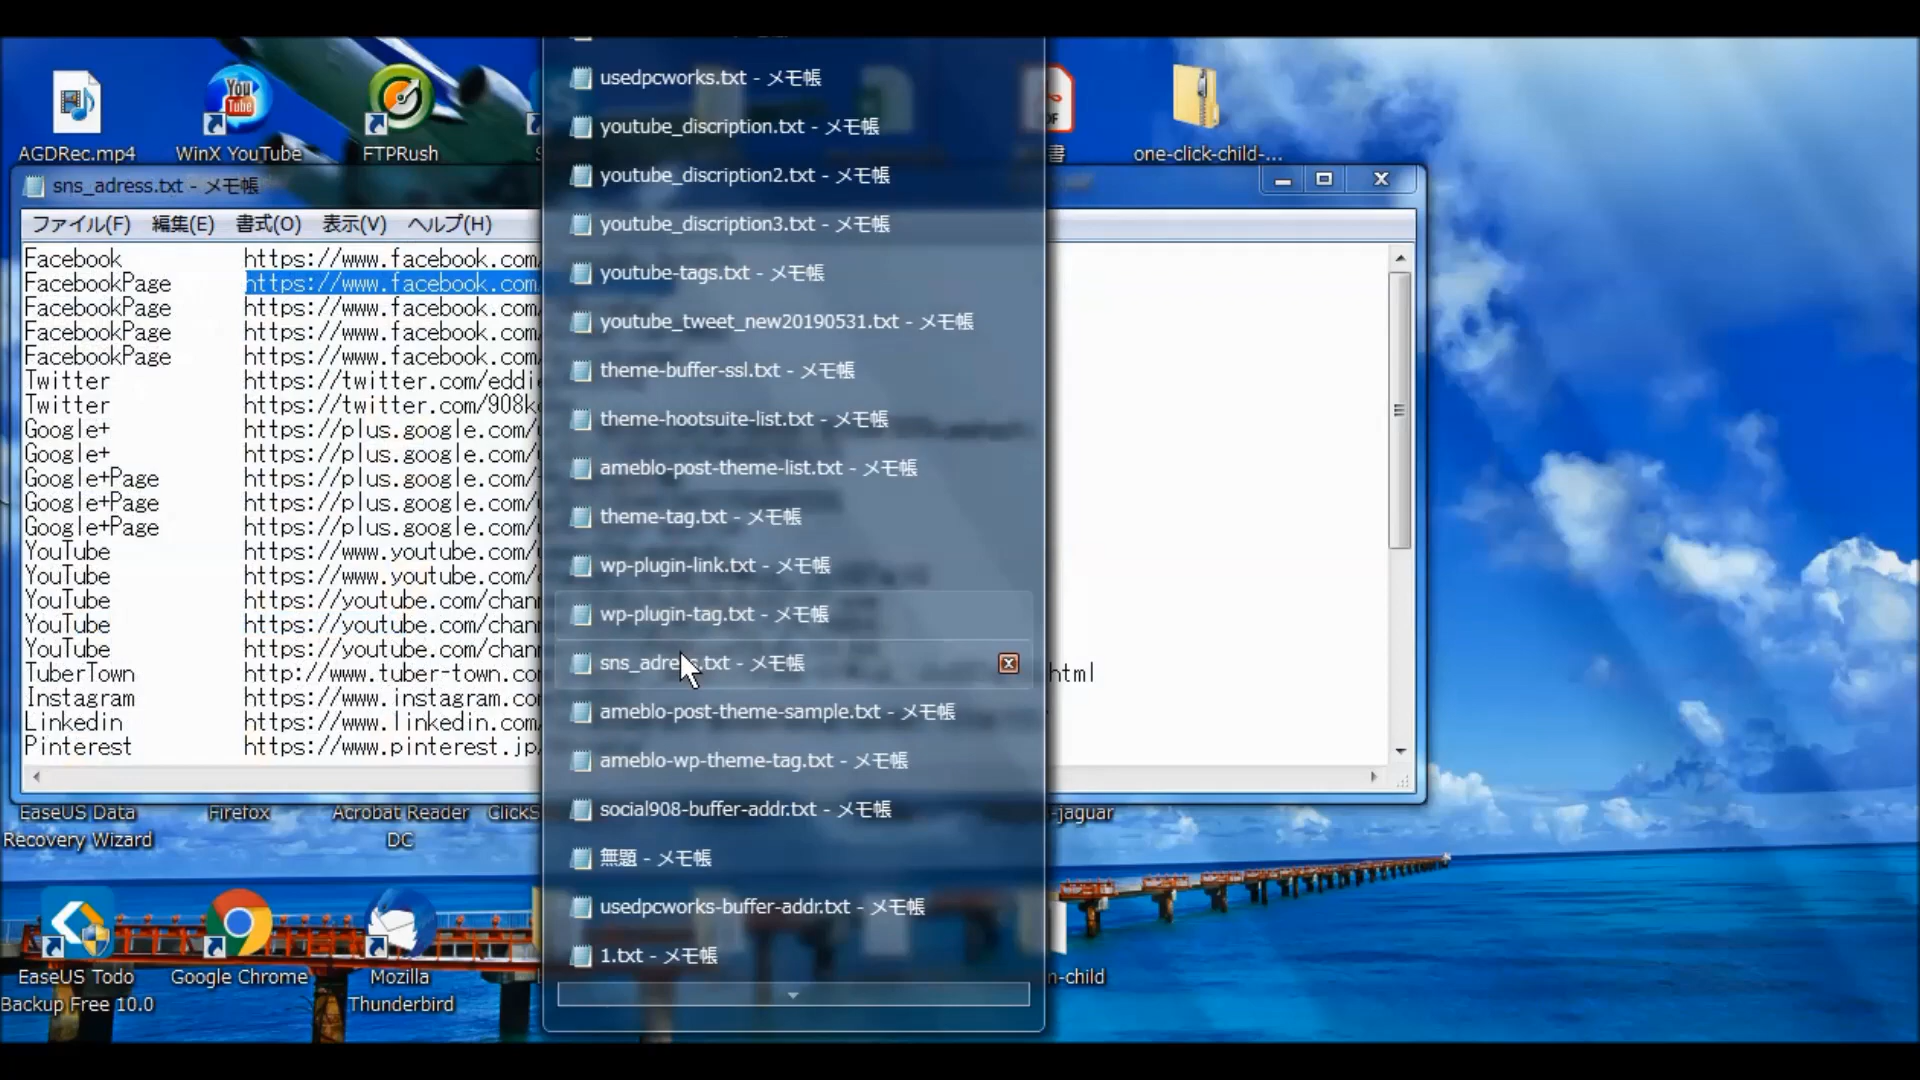 AGDRec.mp4
WinX YouTube
FTPRush
one-click-child-...
sns_adress.txt - メモ帳
ファイル(F) 編集(E) 書式(O) 表示(V) ヘルプ(H)
Facebook https://www.facebook.com/
FacebookPage https://www.facebook.com/
FacebookPage https://www.facebook.com/
FacebookPage https://www.facebook.com/
FacebookPage https://www.facebook.com/
Twitter https://twitter.com/eddie
Twitter https://twitter.com/908k
Google+ https://plus.google.com/
Google+ https://plus.google.com/
Google+Page https://plus.google.com/
Google+Page https://plus.google.com/
Google+Page https://plus.google.com/
YouTube https://www.youtube.com/
YouTube https://www.youtube.com/
YouTube https://youtube.com/chan
YouTube https://youtube.com/chan
YouTube https://youtube.com/chan
TuberTown http://www.tuber-town.co html
Instagram https://www.instagram.co
Linkedin https://www.linkedin.com/
Pinterest https://www.pinterest.jp/
usedpcworks.txt - メモ帳
youtube_discription.txt - メモ帳
youtube_discription2.txt - メモ帳
youtube_discription3.txt - メモ帳
youtube-tags.txt - メモ帳
youtube_tweet_new20190531.txt - メモ帳
theme-buffer-ssl.txt - メモ帳
theme-hootsuite-list.txt - メモ帳
ameblo-post-theme-list.txt - メモ帳
theme-tag.txt - メモ帳
wp-plugin-link.txt - メモ帳
wp-plugin-tag.txt - メモ帳
sns_adress.txt - メモ帳
ameblo-post-theme-sample.txt - メモ帳
ameblo-wp-theme-tag.txt - メモ帳
social908-buffer-addr.txt - メモ帳
無題 - メモ帳
usedpcworks-buffer-addr.txt - メモ帳
1.txt - メモ帳
EaseUS Data
Recovery Wizard
Firefox
Acrobat Reader
DC
ClickS
-jaguar
EaseUS Todo
Backup Free 10.0
Google Chrome
Mozilla
Thunderbird
n-child